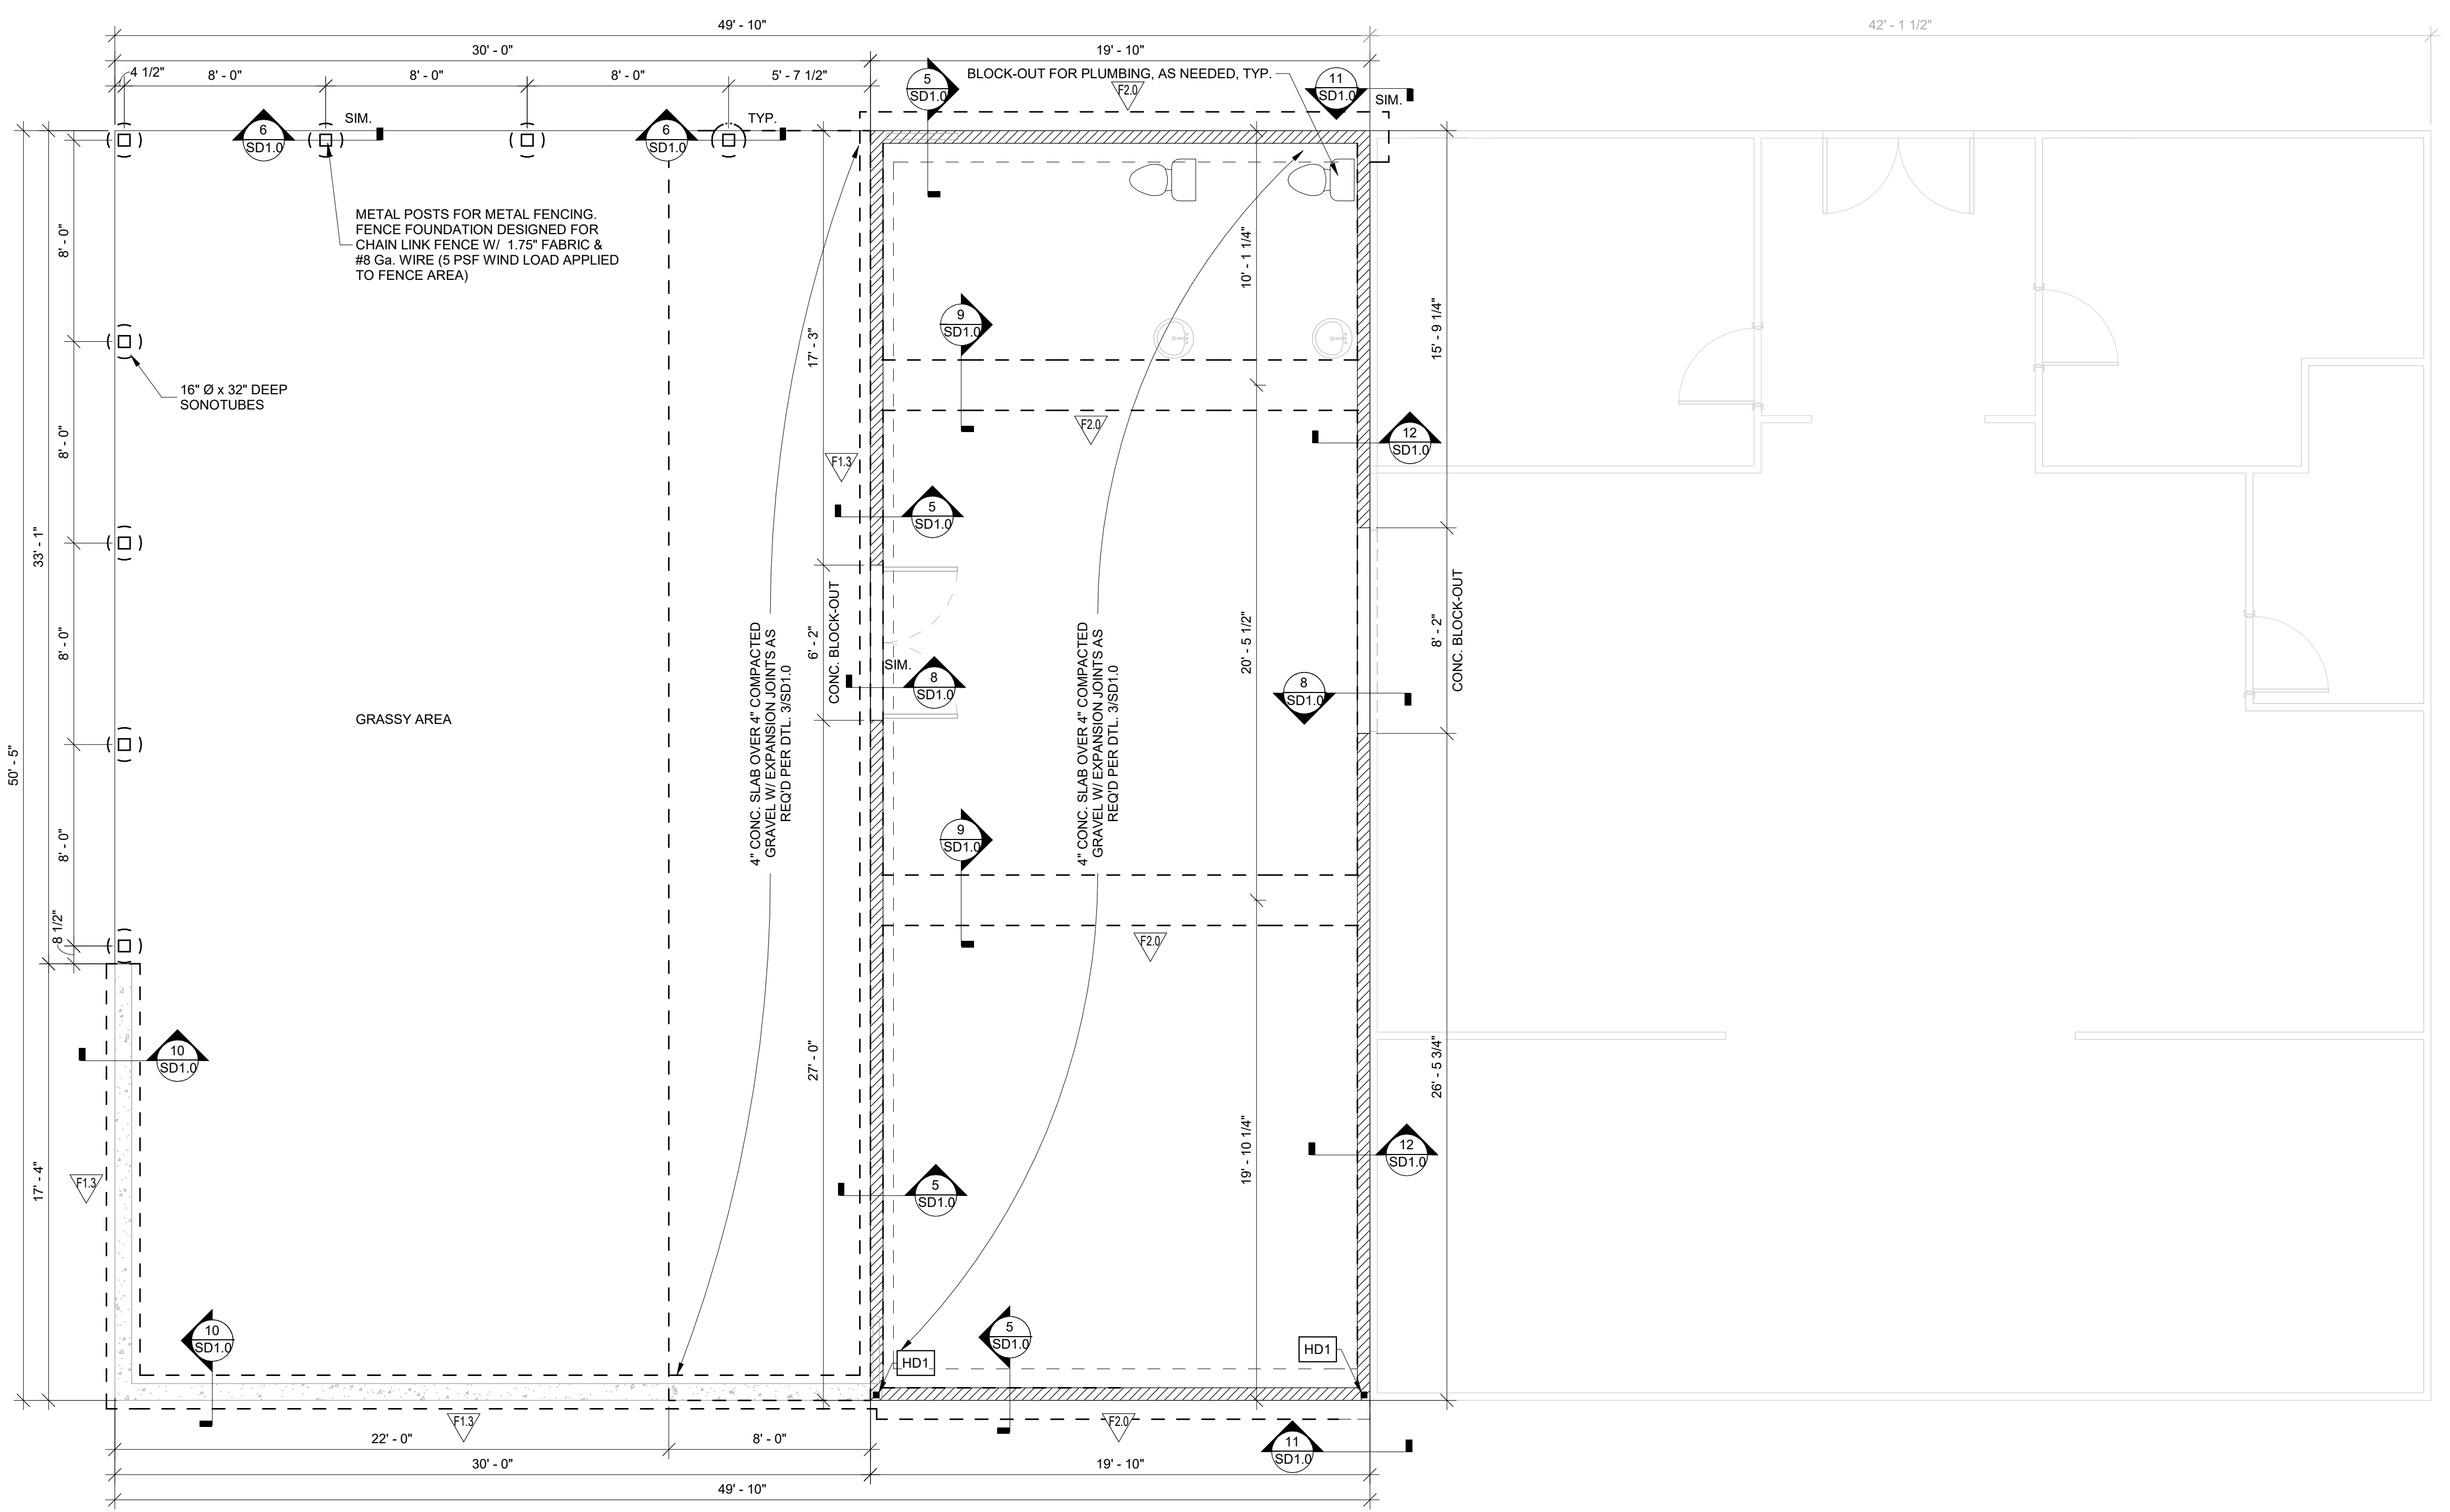 49' - 10"
42' - 1 1/2"
30' - 0"
19' - 10"
4 1/2"
8' - 0"
8' - 0"
8' - 0"
5' - 7 1/2"
5
SD1.0
BLOCK-OUT FOR PLUMBING, AS NEEDED, TYP.
F2.0
11
SD1.0
SIM.
6
SD1.0
SIM.
6
SD1.0
TYP.
METAL POSTS FOR METAL FENCING.
FENCE FOUNDATION DESIGNED FOR
CHAIN LINK FENCE W/ 1.75" FABRIC &
#8 Ga. WIRE (5 PSF WIND LOAD APPLIED
TO FENCE AREA)
8' - 0"
10' - 1 1/4"
9
SD1.0
17' - 3"
15' - 9 1/4"
16" Ø x 32" DEEP
SONOTUBES
8' - 0"
F2.0
12
SD1.0
F1.3
5
SD1.0
33' - 1"
50' - 5"
8' - 0"
8' - 0"
GRASSY AREA
4" CONC. SLAB OVER 4" COMPACTED
GRAVEL W/ EXPANSION JOINTS AS
REQ'D PER DTL. 3/SD1.0
6' - 2"
CONC. BLOCK-OUT
SIM.
8
SD1.0
4" CONC. SLAB OVER 4" COMPACTED
GRAVEL W/ EXPANSION JOINTS AS
REQ'D PER DTL. 3/SD1.0
20' - 5 1/2"
8
SD1.0
8' - 2"
CONC. BLOCK-OUT
9
SD1.0
8 1/2"
F2.0
10
SD1.0
27' - 0"
26' - 5 3/4"
17' - 4"
F1.3
19' - 10 1/4"
12
SD1.0
5
SD1.0
10
SD1.0
5
SD1.0
HD1
HD1
F1.3
F2.0
11
SD1.0
22' - 0"
8' - 0"
30' - 0"
19' - 10"
49' - 10"